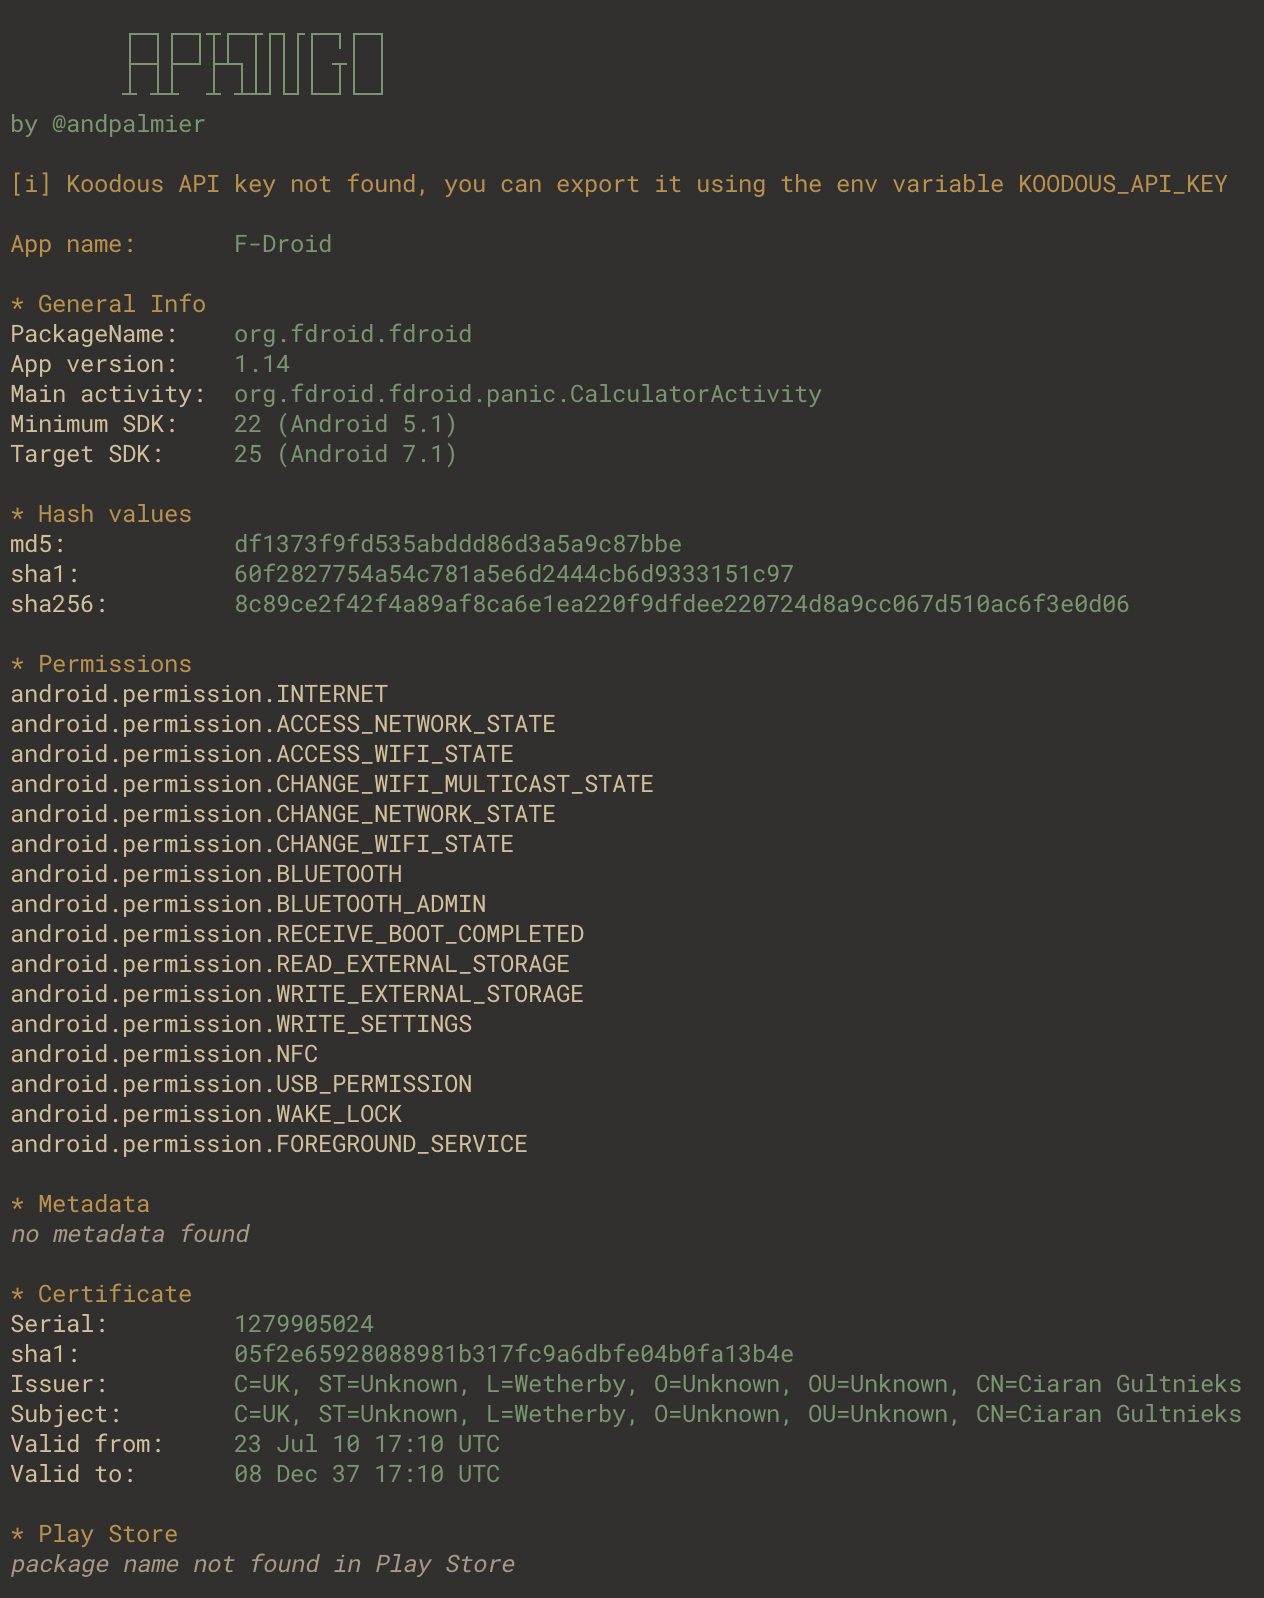 APKINGO
by @andpalmier
[i] Koodous API key not found, you can export it using the env variable KOODOUS_API_KEY
App name: F-Droid
* General Info
PackageName: org.fdroid.fdroid
App version: 1.14
Main activity: org.fdroid.fdroid.panic.CalculatorActivity
Minimum SDK: 22 (Android 5.1)
Target SDK: 25 (Android 7.1)
* Hash values
md5: df1373f9fd535abddd86d3a5a9c87bbe
sha1: 60f2827754a54c781a5e6d2444cb6d9333151c97
sha256: 8c89ce2f42f4a89af8ca6e1ea220f9dfdee220724d8a9cc067d510ac6f3e0d06
* Permissions
android.permission.INTERNET
android.permission.ACCESS_NETWORK_STATE
android.permission.ACCESS_WIFI_STATE
android.permission.CHANGE_WIFI_MULTICAST_STATE
android.permission.CHANGE_NETWORK_STATE
android.permission.CHANGE_WIFI_STATE
android.permission.BLUETOOTH
android.permission.BLUETOOTH_ADMIN
android.permission.RECEIVE_BOOT_COMPLETED
android.permission.READ_EXTERNAL_STORAGE
android.permission.WRITE_EXTERNAL_STORAGE
android.permission.WRITE_SETTINGS
android.permission.NFC
android.permission.USB_PERMISSION
android.permission.WAKE_LOCK
android.permission.FOREGROUND_SERVICE
* Metadata
no metadata found
* Certificate
Serial: 1279905024
sha1: 05f2e65928088981b317fc9a6dbfe04b0fa13b4e
Issuer: C=UK, ST=Unknown, L=Wetherby, O=Unknown, OU=Unknown, CN=Ciaran Gultnieks
Subject: C=UK, ST=Unknown, L=Wetherby, O=Unknown, OU=Unknown, CN=Ciaran Gultnieks
Valid from: 23 Jul 10 17:10 UTC
Valid to: 08 Dec 37 17:10 UTC
* Play Store
package name not found in Play Store